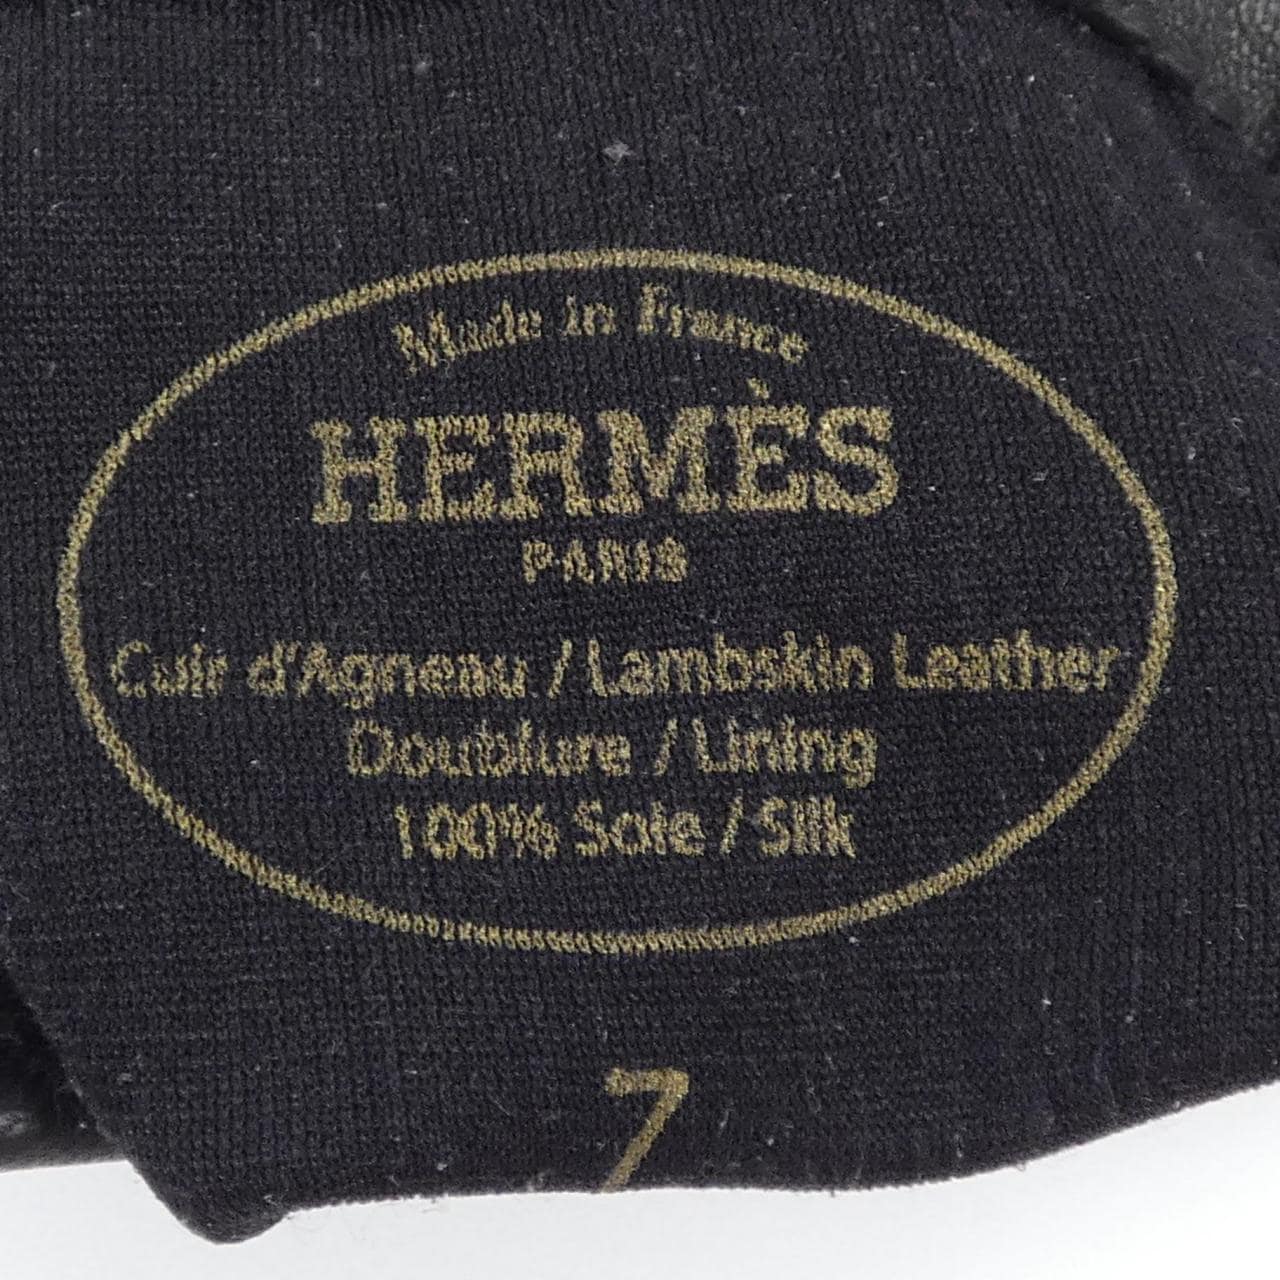 Made in France
HERMÈS
PARIS
Cuir d'Agneau / Lambskin Leather
Doublure / Lining
100% Soie / Silk
7